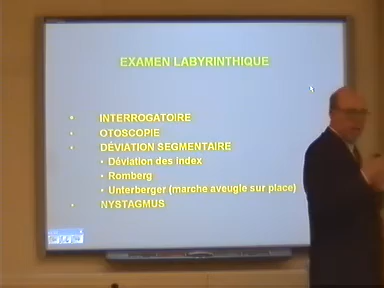 EXAMEN LABYRINTHIQUE
• INTERROGATOIRE
• OTOSCOPIE
• DÉVIATION SEGMENTAIRE
• Déviation des index
• Romberg
• Unterberger (marche aveugle sur place)
• NYSTAGMUS